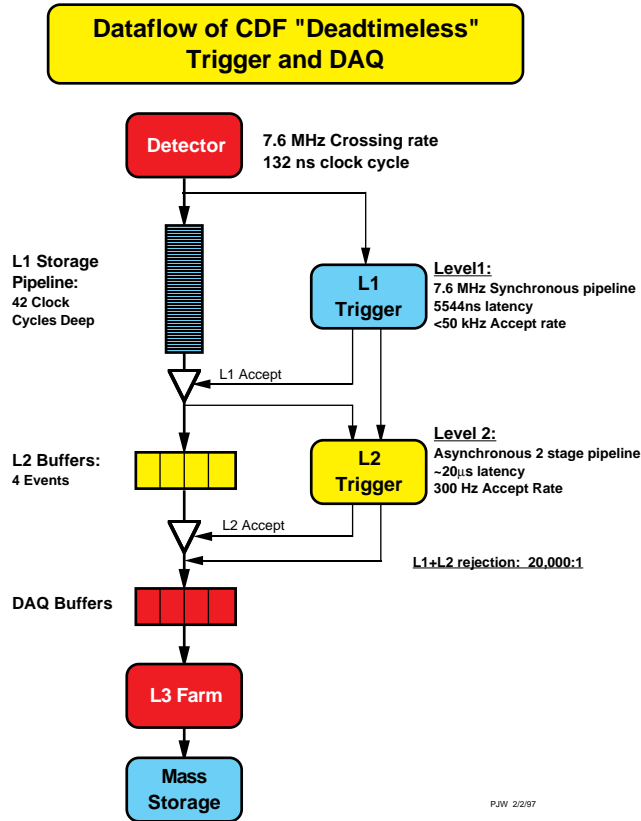 Dataflow of CDF "Deadtimeless"
Trigger and DAQ
Detector
7.6 MHz Crossing rate
132 ns clock cycle
L1 Storage
Pipeline:
42 Clock
Cycles Deep
L1
Trigger
Level1:
7.6 MHz Synchronous pipeline
5544ns latency
<50 kHz Accept rate
L1 Accept
L2 Buffers:
4 Events
L2
Trigger
Level 2:
Asynchronous 2 stage pipeline
~20μs latency
300 Hz Accept Rate
L2 Accept
L1+L2 rejection: 20,000:1
DAQ Buffers
L3 Farm
Mass
Storage
PJW 2/2/97